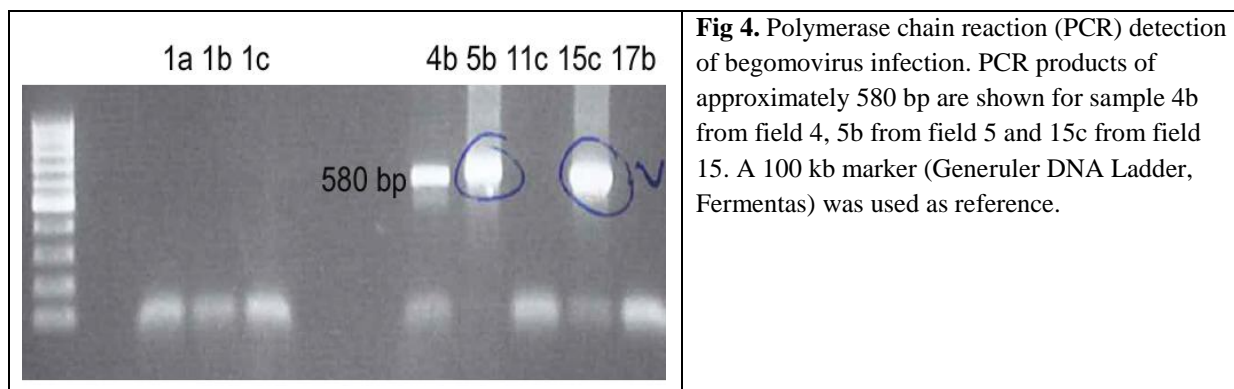 1a 1b 1c 4b 5b 11c 15c 17b
580 bp
V
Fig 4. Polymerase chain reaction (PCR) detection
of begomovirus infection. PCR products of
approximately 580 bp are shown for sample 4b
from field 4, 5b from field 5 and 15c from field
15. A 100 kb marker (Generuler DNA Ladder,
Fermentas) was used as reference.